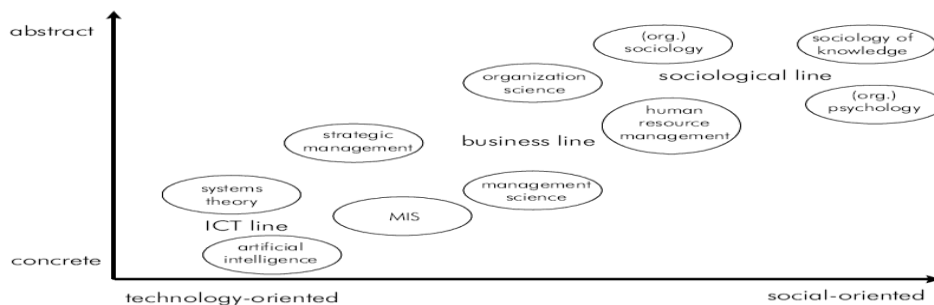 abstract
(org.)
sociology
sociology of
knowledge
organization
science
sociological line
(org.)
psychology
human
resource
management
strategic
management
business line
systems
theory
management
science
MIS
ICT line
artificial
intelligence
concrete
technology-oriented
social-oriented